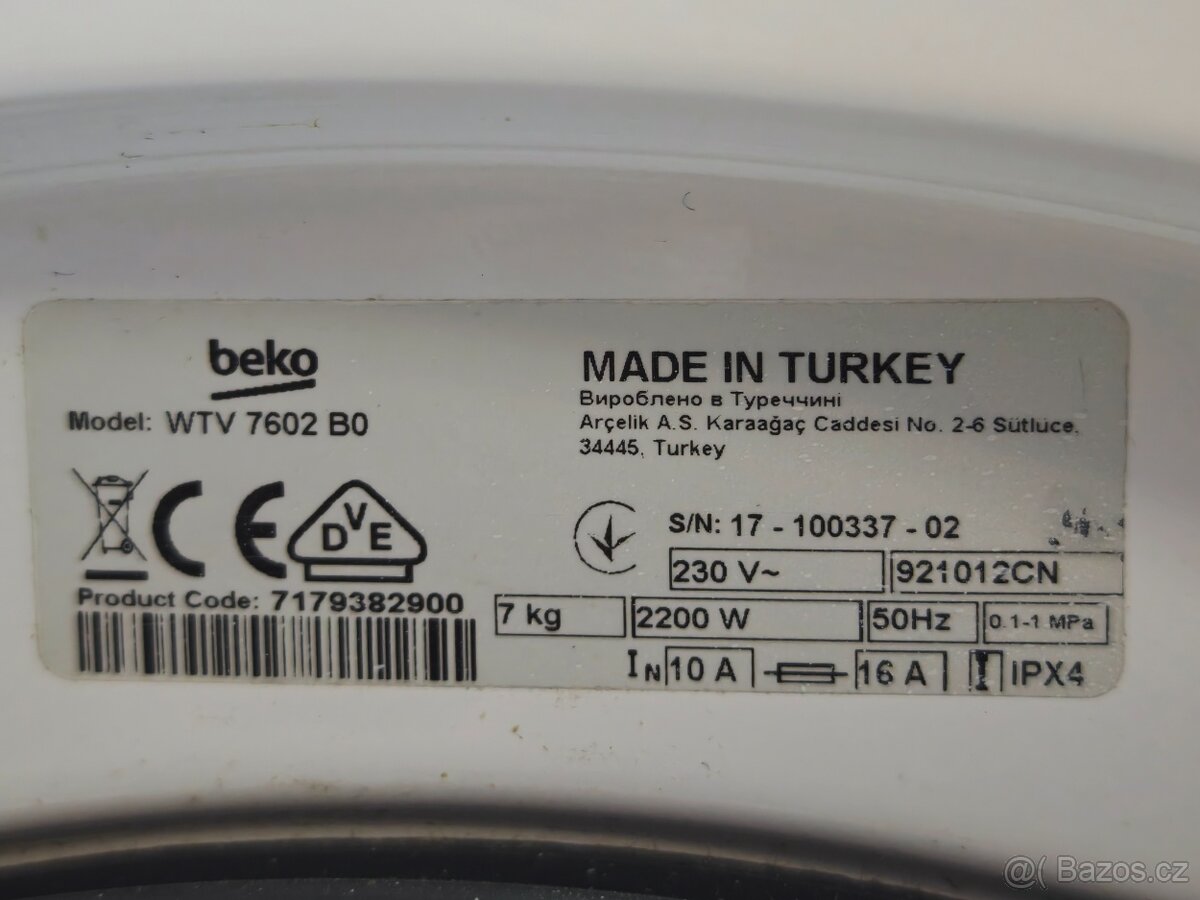 beko
Model: WTV 7602 B0
MADE IN TURKEY
Вироблено в Туреччині
Arçelik A.S. Karaağaç Caddesi No. 2-6 Sütlüce,
34445, Turkey
CE
DVE
S/N: 17 - 100337 - 02
230 V~ 921012CN
Product Code: 7179382900
7 kg 2200 W 50Hz 0.1-1 MPa
IN 10 A 16 A IPX4
@( Bazos.cz